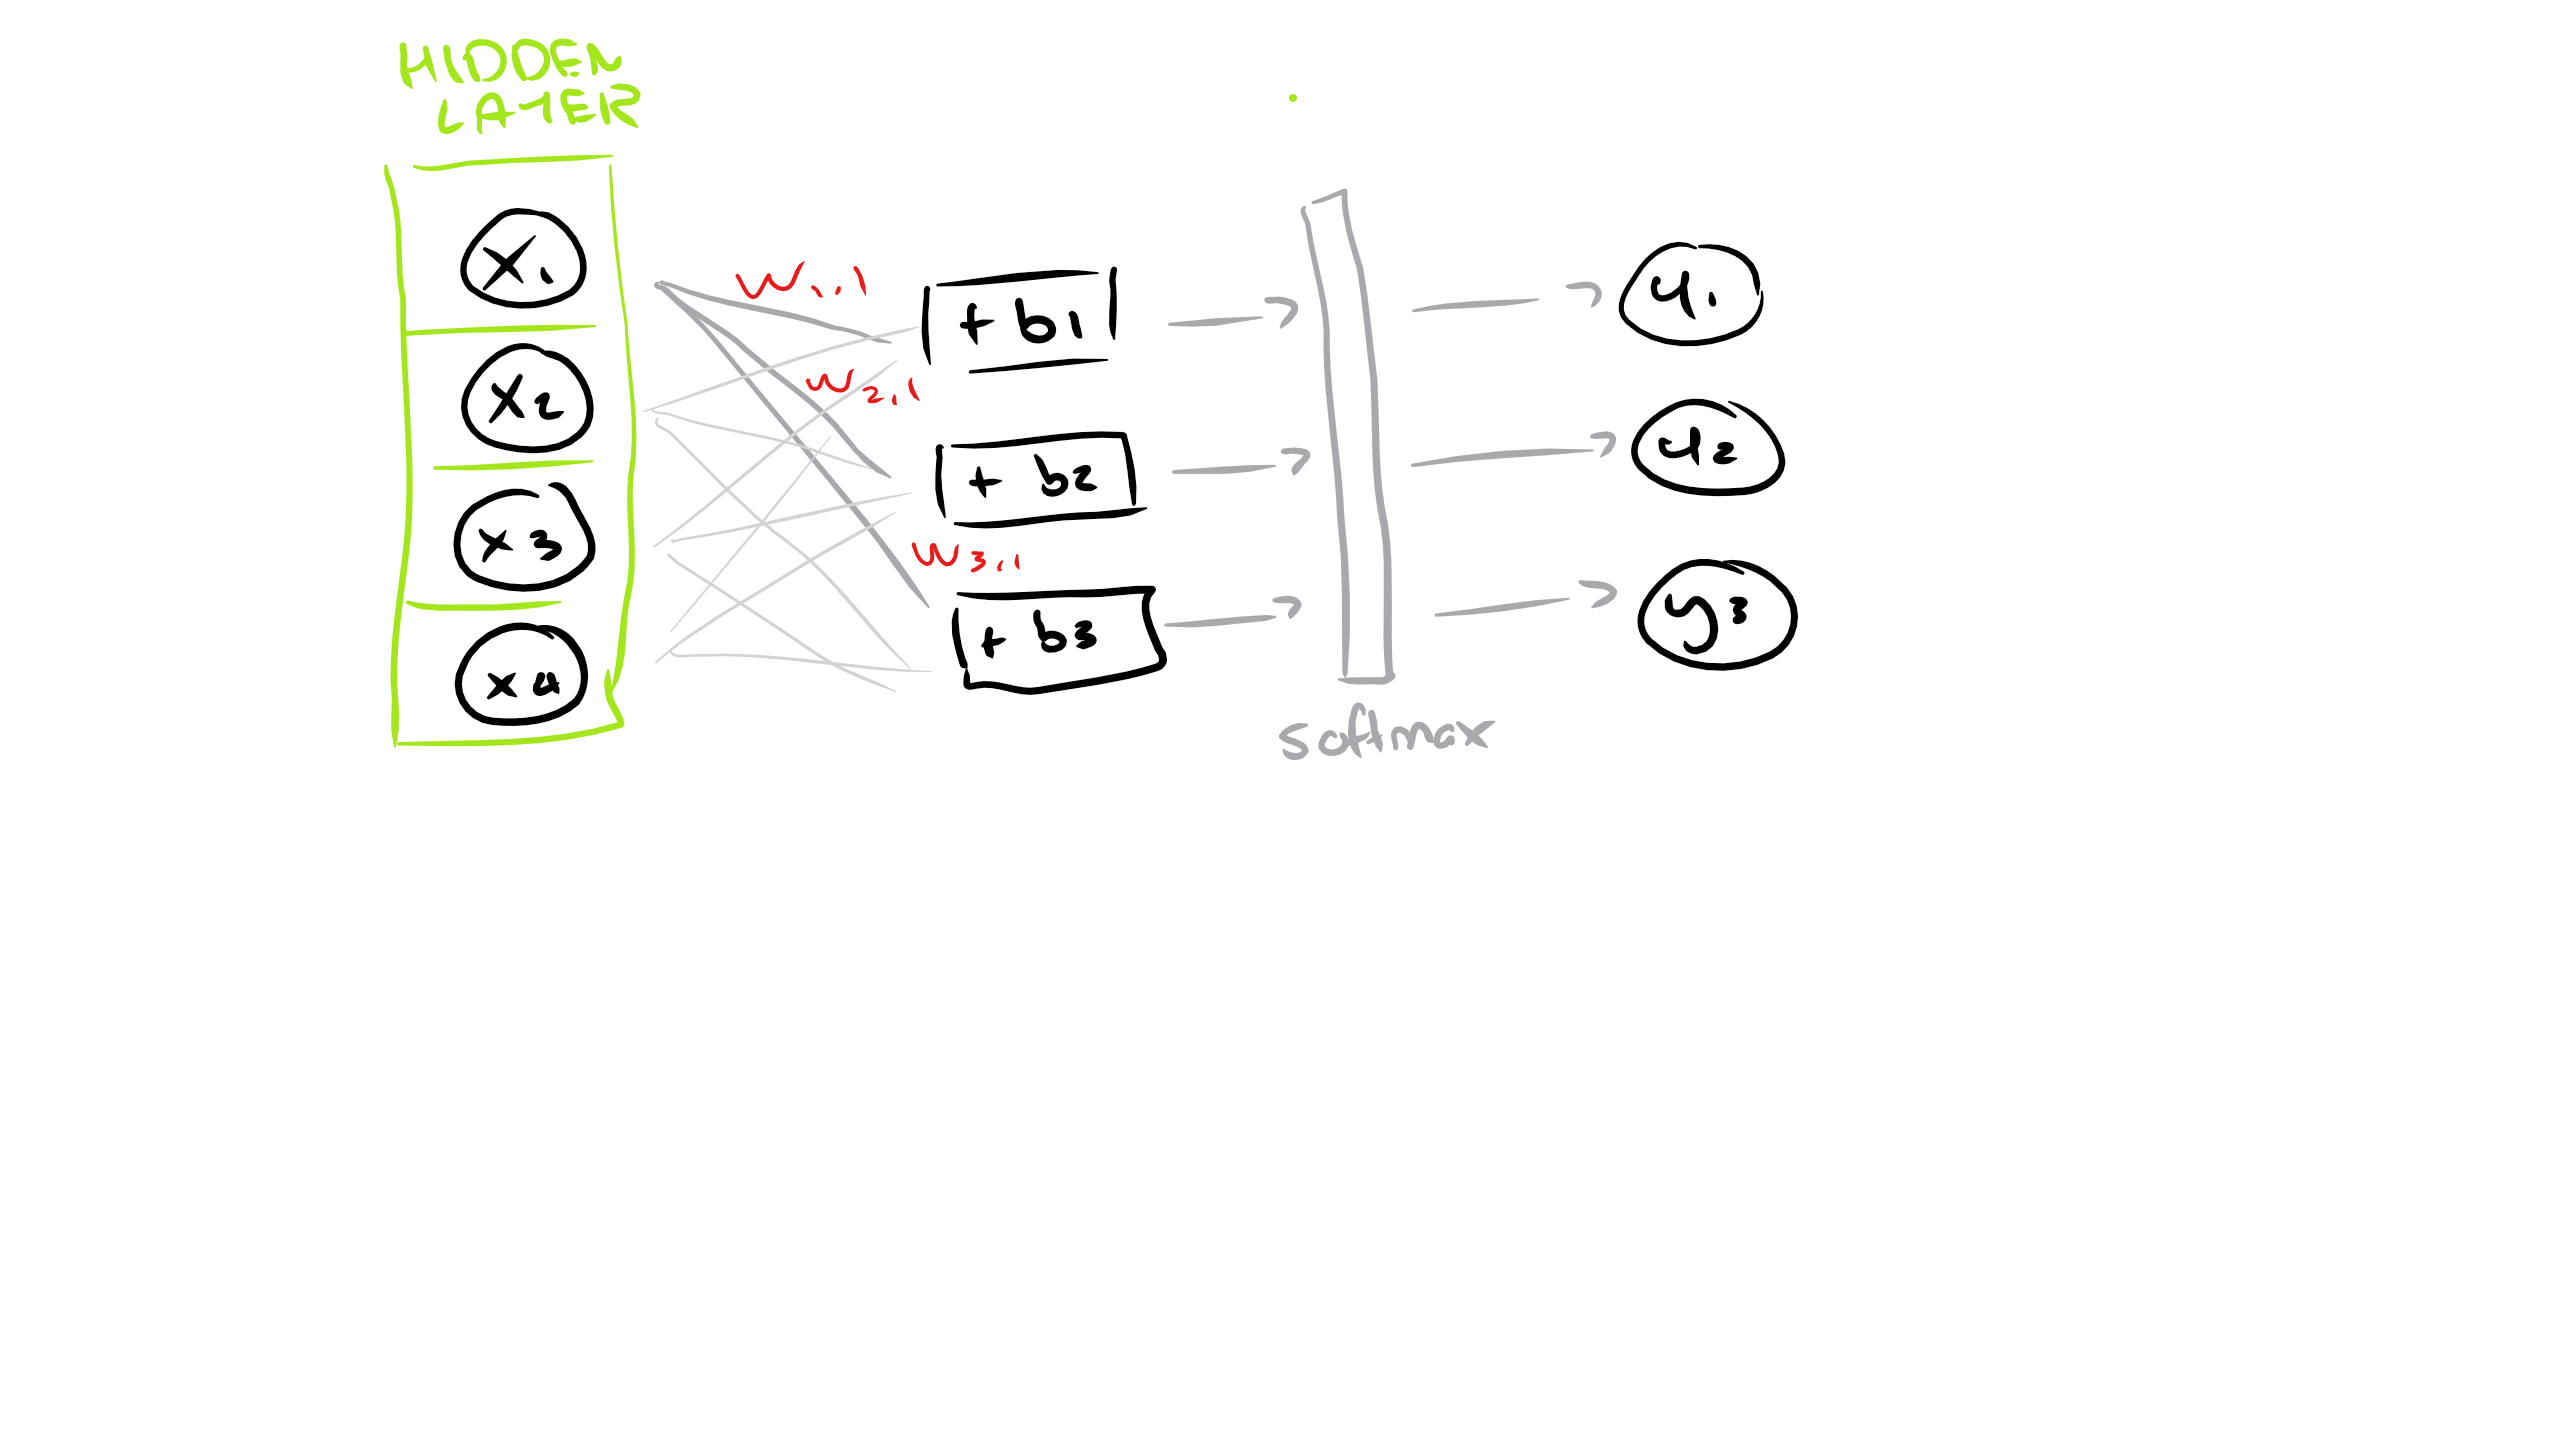 HIDDEN
LAYER
x1
x2
x3
x4
w1,1
w2,1
w3,1
+ b1
+ b2
+ b3
softmax
y1
y2
y3